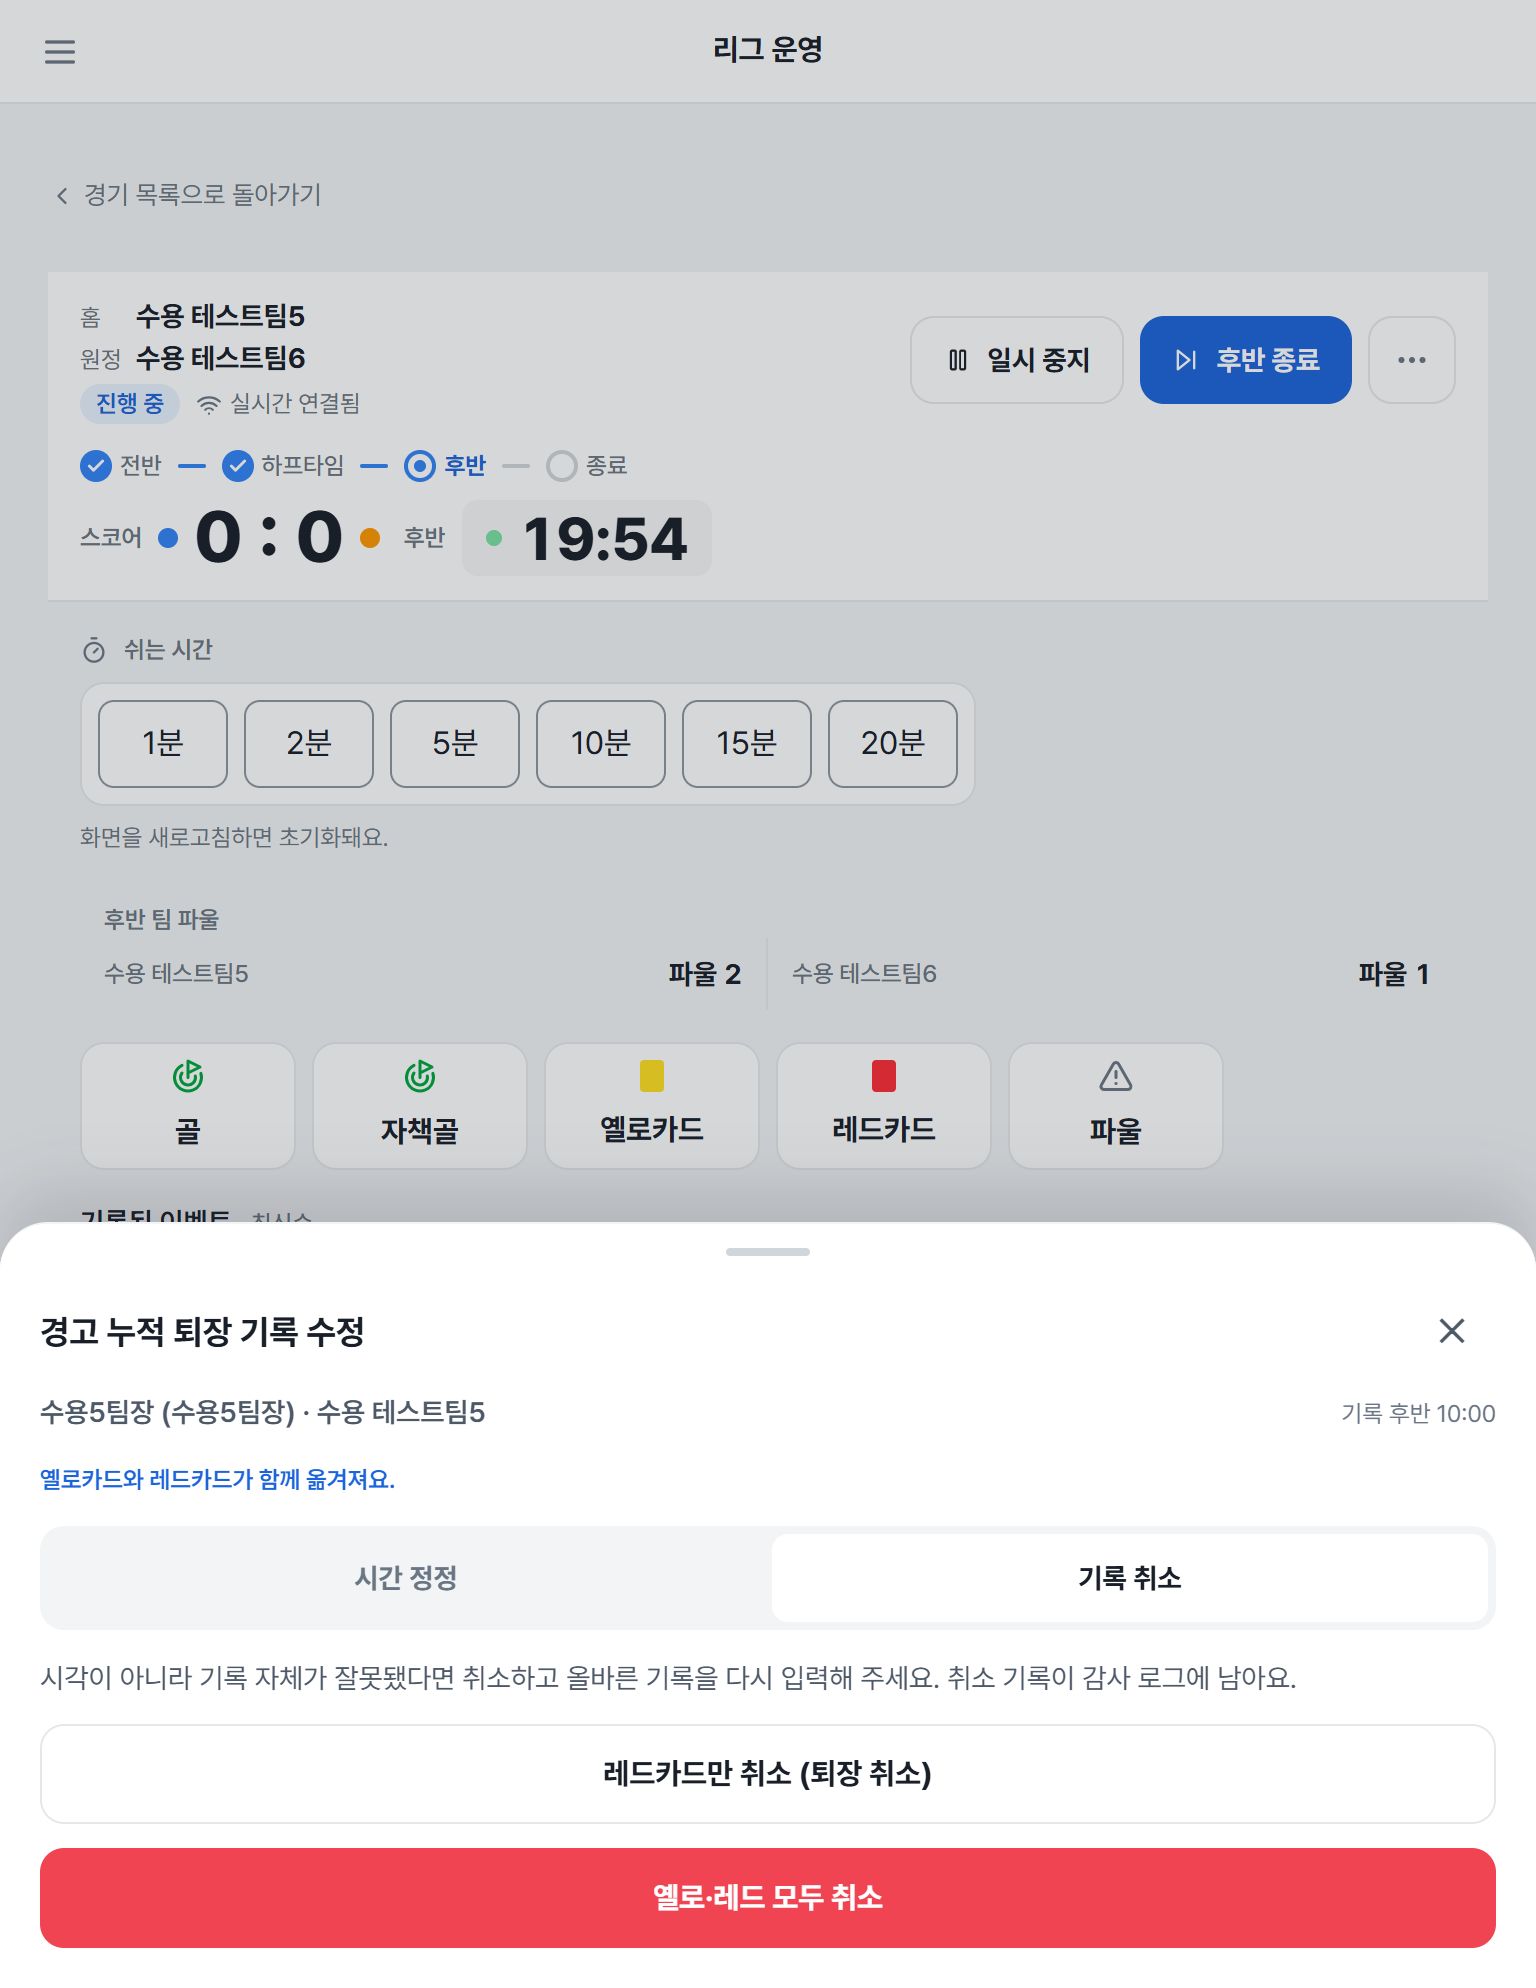 리그 운영
경기 목록으로 돌아가기
홈 수용 테스트팀5
원정 수용 테스트팀6
진행 중 실시간 연결됨
일시 중지
후반 종료
전반 하프타임 후반 종료
스코어 0 : 0 후반 19:54
쉬는 시간
1분 2분 5분 10분 15분 20분
화면을 새로고침하면 초기화돼요.
후반 팀 파울
수용 테스트팀5 파울 2 수용 테스트팀6 파울 1
골 자책골 옐로카드 레드카드 파울
기록된 이벤트 최신순
경고 누적 퇴장 기록 수정
수용5팀장 (수용5팀장) · 수용 테스트팀5 기록 후반 10:00
옐로카드와 레드카드가 함께 옮겨져요.
시간 정정 기록 취소
시각이 아니라 기록 자체가 잘못됐다면 취소하고 올바른 기록을 다시 입력해 주세요. 취소 기록이 감사 로그에 남아요.
레드카드만 취소 (퇴장 취소)
옐로·레드 모두 취소